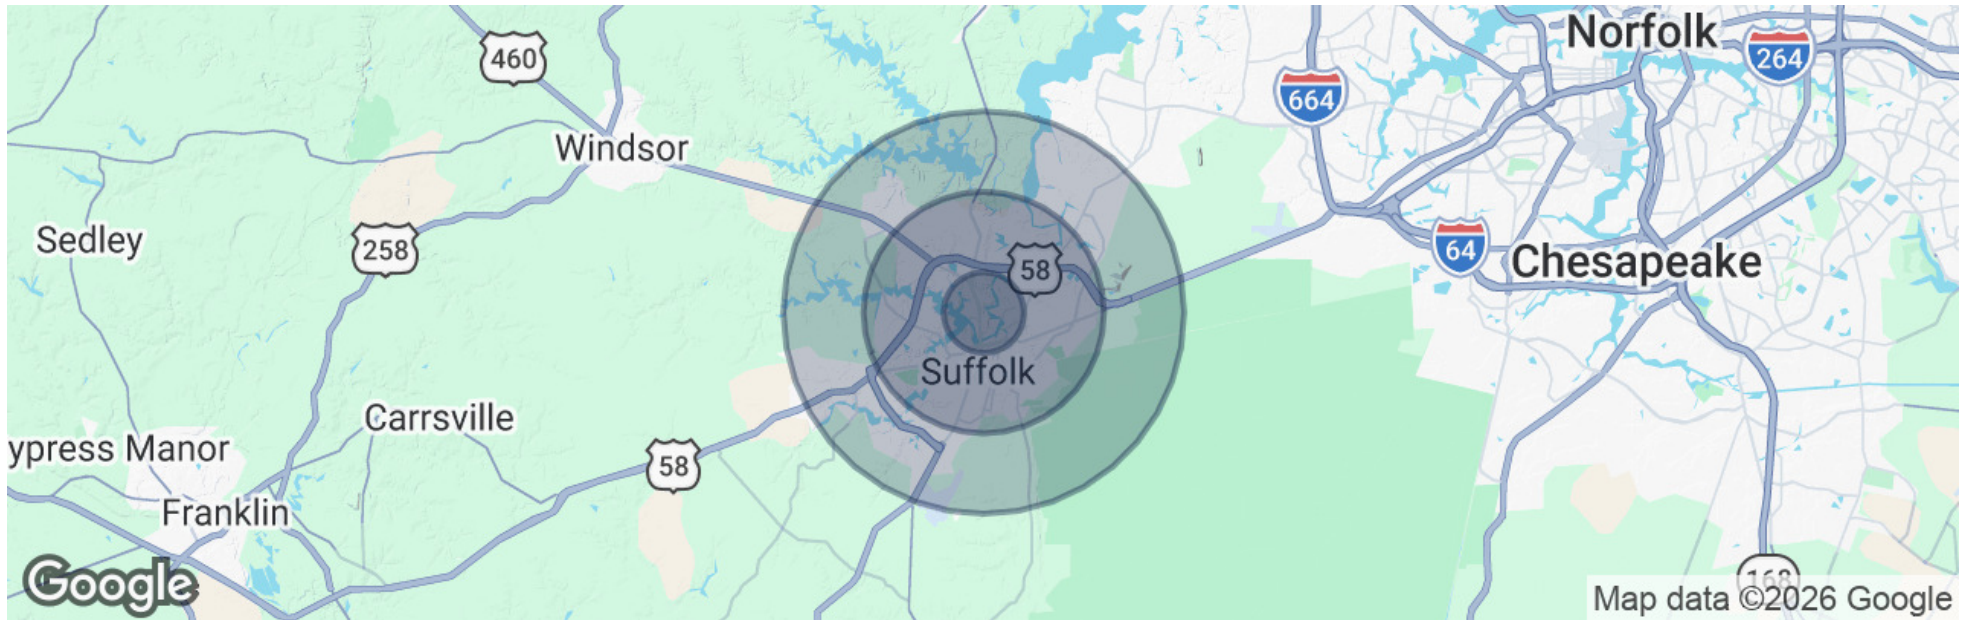 Norfolk
460
264
664
Windsor
Sedley
258
64
Chesapeake
58
Suffolk
Carrsville
ypress Manor
58
Franklin
168
Google
Map data ©2026 Google